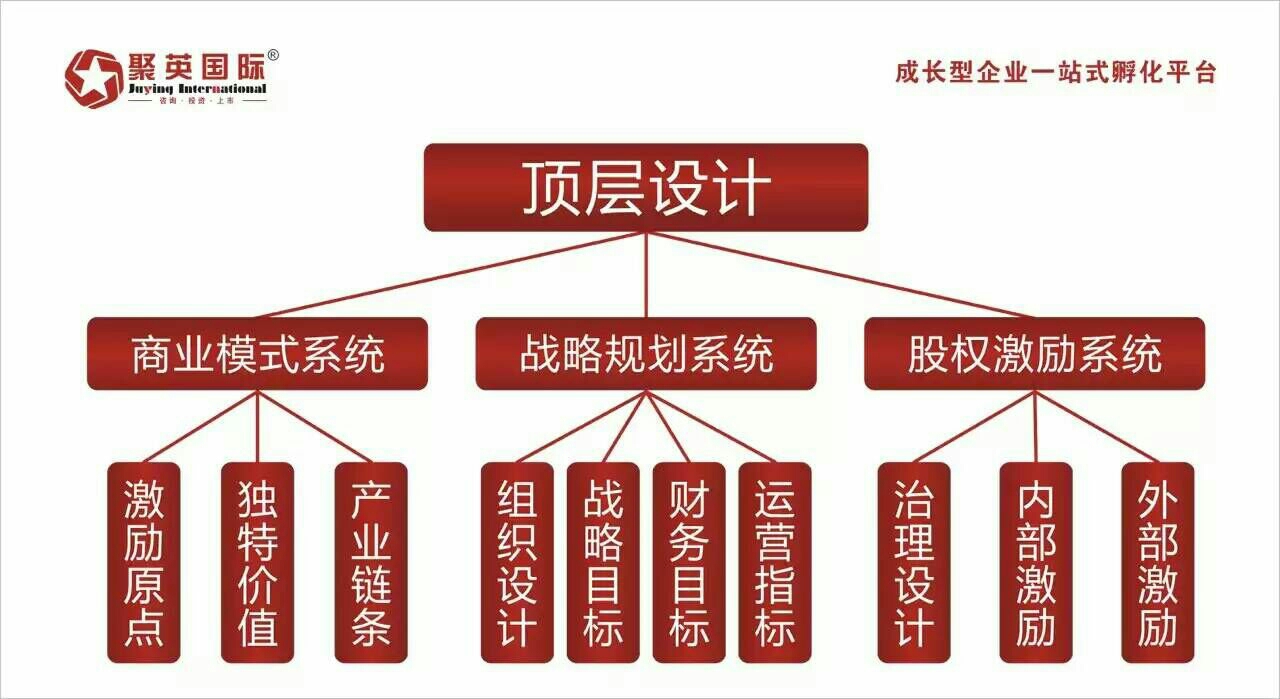 聚英国际®
Juying International
咨询·投资·上市
成长型企业一站式孵化平台
顶层设计
商业模式系统
战略规划系统
股权激励系统
激励原点
独特价值
产业链条
组织设计
战略目标
财务目标
运营指标
治理设计
内部激励
外部激励